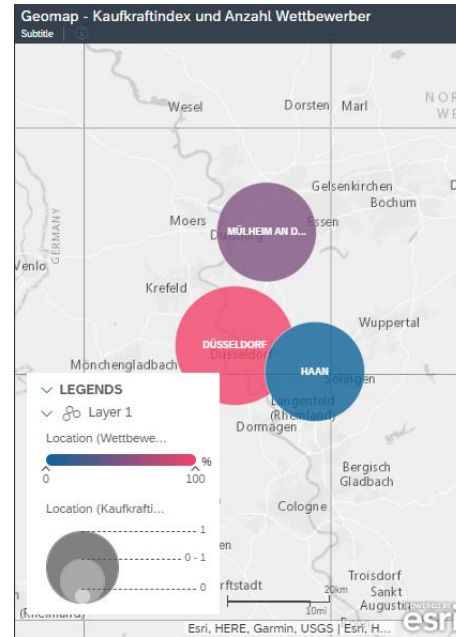 Geomap - Kaufkraftindex und Anzahl Wettbewerber
Subtitle
Wesel
Dorsten
Marl
NOR
WE
Gelsenkirchen
Bochum
Moers
MÜLHEIM AN D...
Essen
GERMANY
Venlo
Krefeld
Wuppertal
DÜSSELDORF
Düsseldorf
HAAN
Mönchengladbach
Solingen
Langenfeld
(Rheinland)
Dormagen
LEGENDS
Layer 1
Location (Wettbewe...
%
0
100
Location (Kaufkrafti...
1
0 - 1
0
Bergisch
Gladbach
Cologne
en
rftstadt
Troisdorf
Sankt
Augustin
20km
10mi
(Rheinland)
POWERED BY
esri
Esri, HERE, Garmin, USGS | Esri, H...